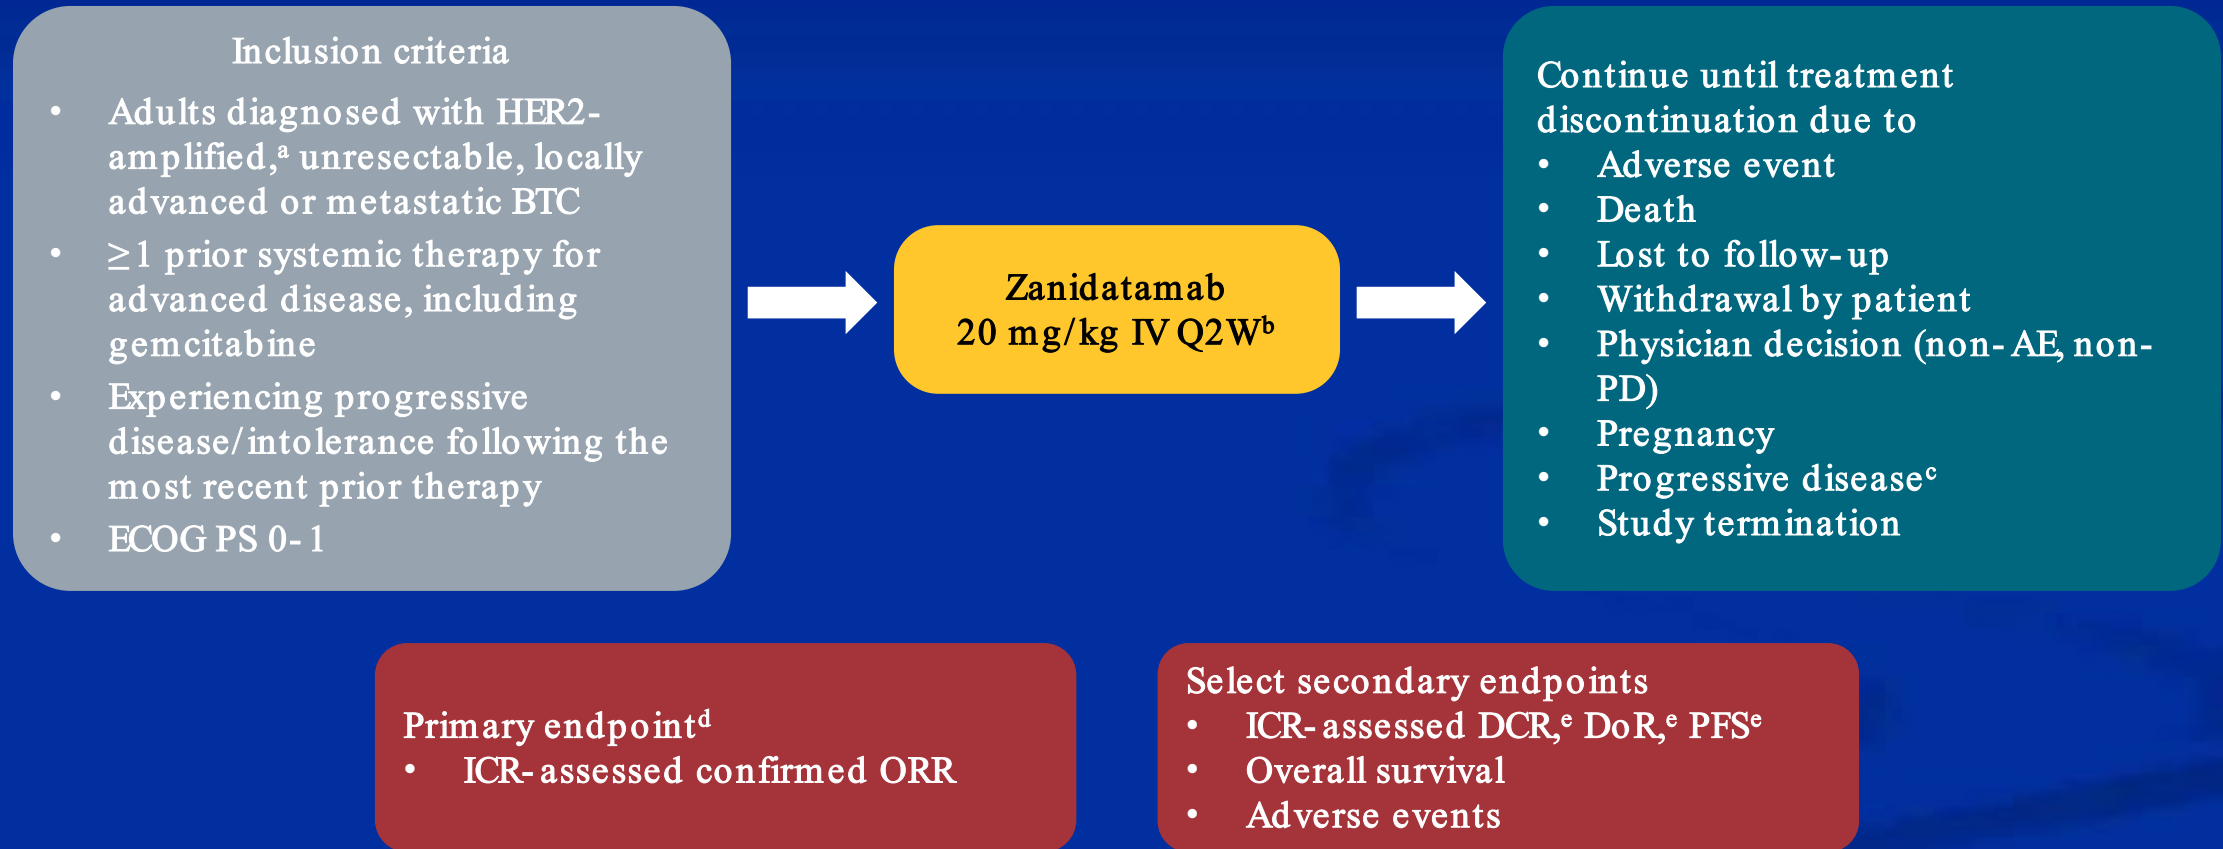 Inclusion criteria
• Adults diagnosed with HER2-
amplified,ᵃ unresectable, locally
advanced or metastatic BTC
• ≥1 prior systemic therapy for
advanced disease, including
gemcitabine
• Experiencing progressive
disease/intolerance following the
most recent prior therapy
• ECOG PS 0-1
Zanidatamab
20 mg/kg IV Q2Wᵇ
Continue until treatment
discontinuation due to
• Adverse event
• Death
• Lost to follow-up
• Withdrawal by patient
• Physician decision (non-AE, non-
PD)
• Pregnancy
• Progressive diseaseᶜ
• Study termination
Primary endpointᵈ
• ICR-assessed confirmed ORR
Select secondary endpoints
• ICR-assessed DCR,ᵉ DoR,ᵉ PFSᵉ
• Overall survival
• Adverse events